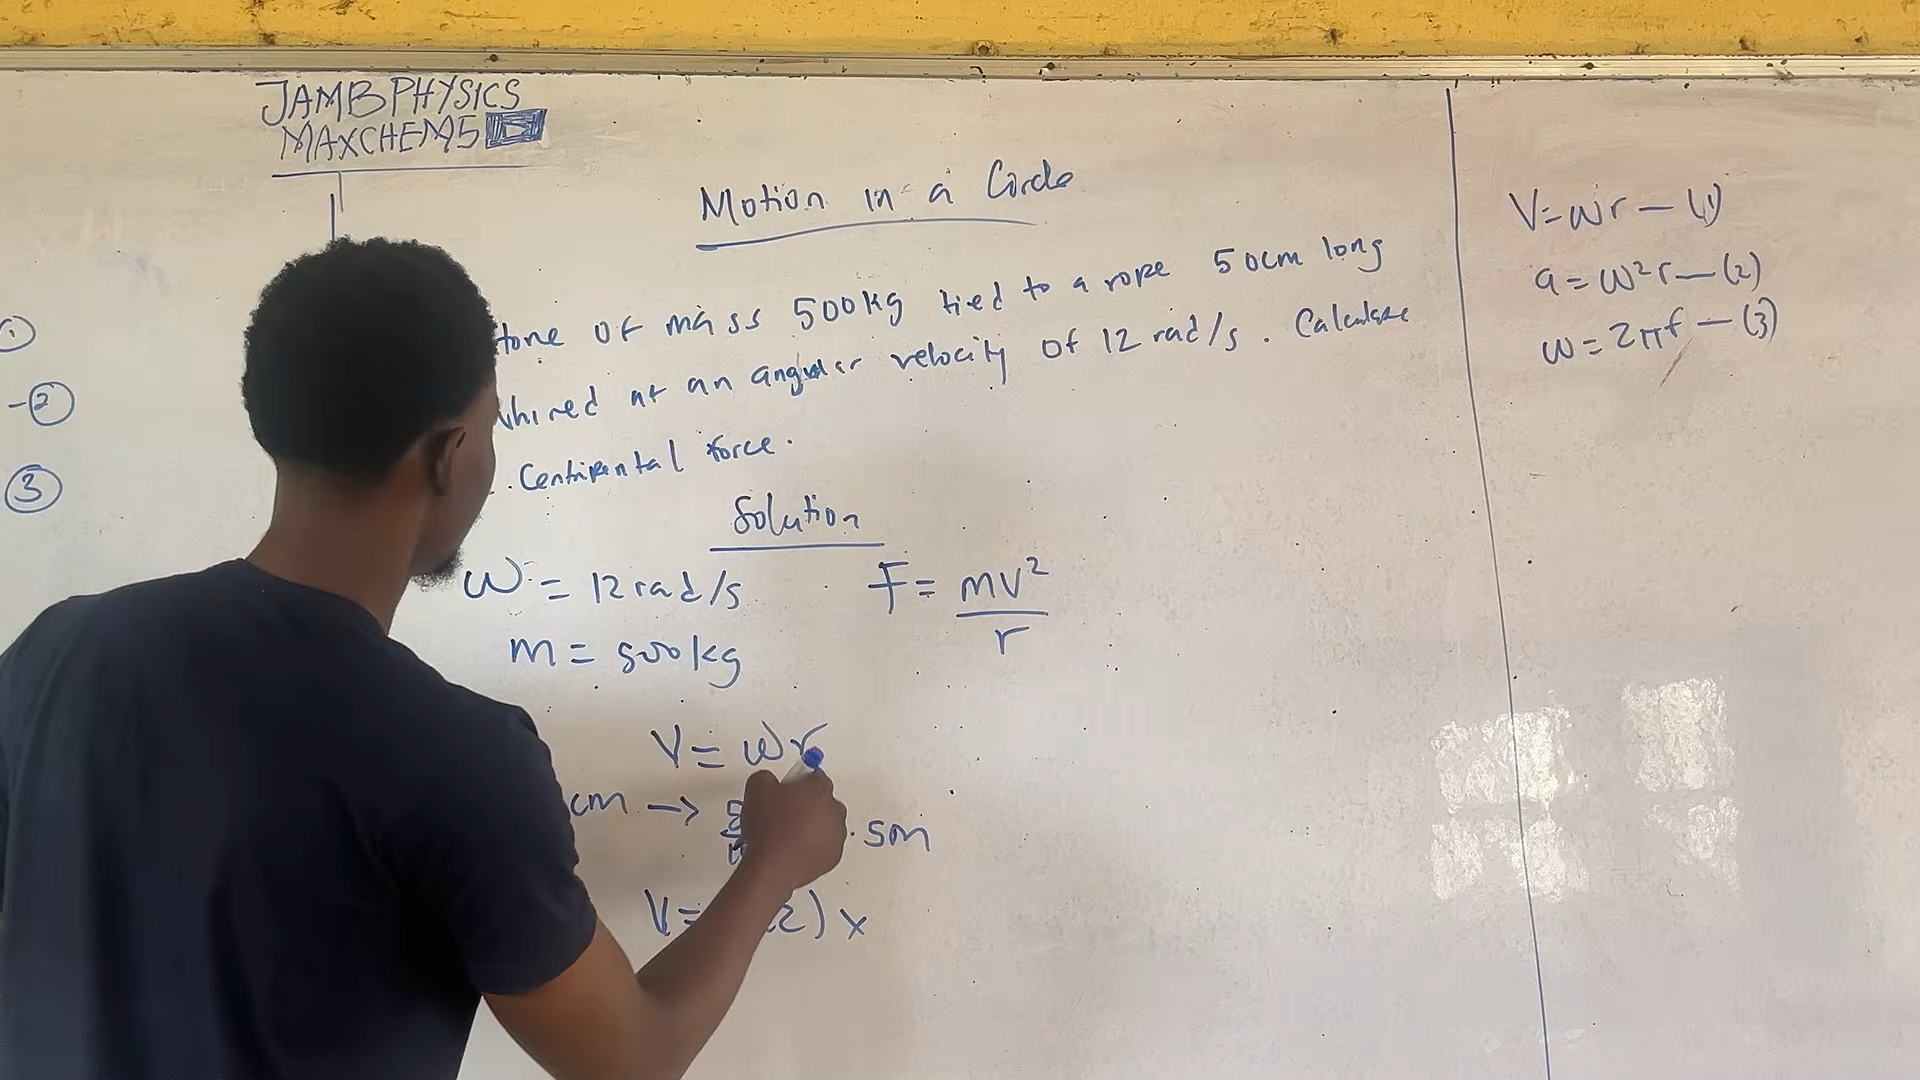 JAMBPHYSICS
MAXCHEM5
Motion in a Circle
tone of mass 500kg tied to a rope 50cm long
whired at an angular velocity of 12 rad/s. Calculate
Centripental force.
Solution
ω = 12 rad/s
m = 500kg
F = mv²
r
V = ωr
cm →
5m
V= 2) x
①
-②
③
V=ωr — (1)
a = ω²r — (2)
ω = 2πf — (3)